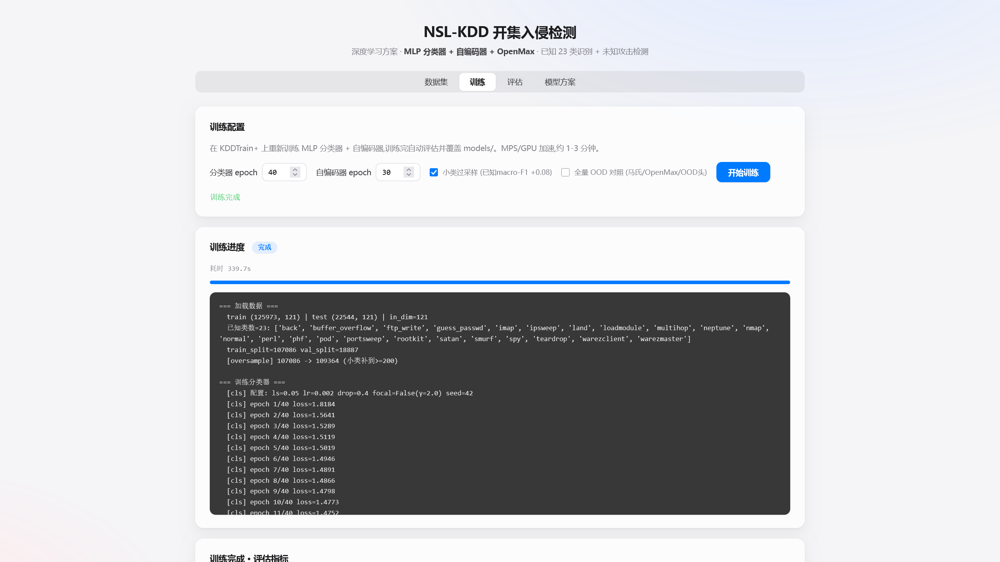 NSL-KDD 开集入侵检测
深度学习方案 · MLP 分类器 + 自编码器 + OpenMax · 已知 23 类识别 + 未知攻击检测
数据集 训练 评估 模型方案
训练配置
在 KDDTrain+ 上重新训练 MLP 分类器 + 自编码器,训练完自动评估并覆盖 models/。MPS/GPU 加速,约 1-3 分钟。
分类器 epoch 40 自编码器 epoch 30 小类过采样 (已知macro-F1 +0.08) 全量 OOD 对照 (马氏/OpenMax/OOD头) 开始训练
训练完成
训练进度 完成
耗时 339.7s
=== 加载数据 ===
train (125973, 121) | test (22544, 121) | in_dim=121
已知类数=23: ['back', 'buffer_overflow', 'ftp_write', 'guess_passwd', 'imap', 'ipsweep', 'land', 'loadmodule', 'multihop', 'neptune', 'nmap',
'normal', 'perl', 'phf', 'pod', 'portsweep', 'rootkit', 'satan', 'smurf', 'spy', 'teardrop', 'warezclient', 'warezmaster']
train_split=107086 val_split=18887
[oversample] 107086 -> 109364 (小类补到>=200)
=== 训练分类器 ===
[cls] 配置: ls=0.05 lr=0.002 drop=0.4 focal=False(γ=2.0) seed=42
[cls] epoch 1/40 loss=1.8184
[cls] epoch 2/40 loss=1.5641
[cls] epoch 3/40 loss=1.5289
[cls] epoch 4/40 loss=1.5119
[cls] epoch 5/40 loss=1.5019
[cls] epoch 6/40 loss=1.4946
[cls] epoch 7/40 loss=1.4891
[cls] epoch 8/40 loss=1.4866
[cls] epoch 9/40 loss=1.4798
[cls] epoch 10/40 loss=1.4773
[cls] epoch 11/40 loss=1.4752
训练完成 · 评估指标